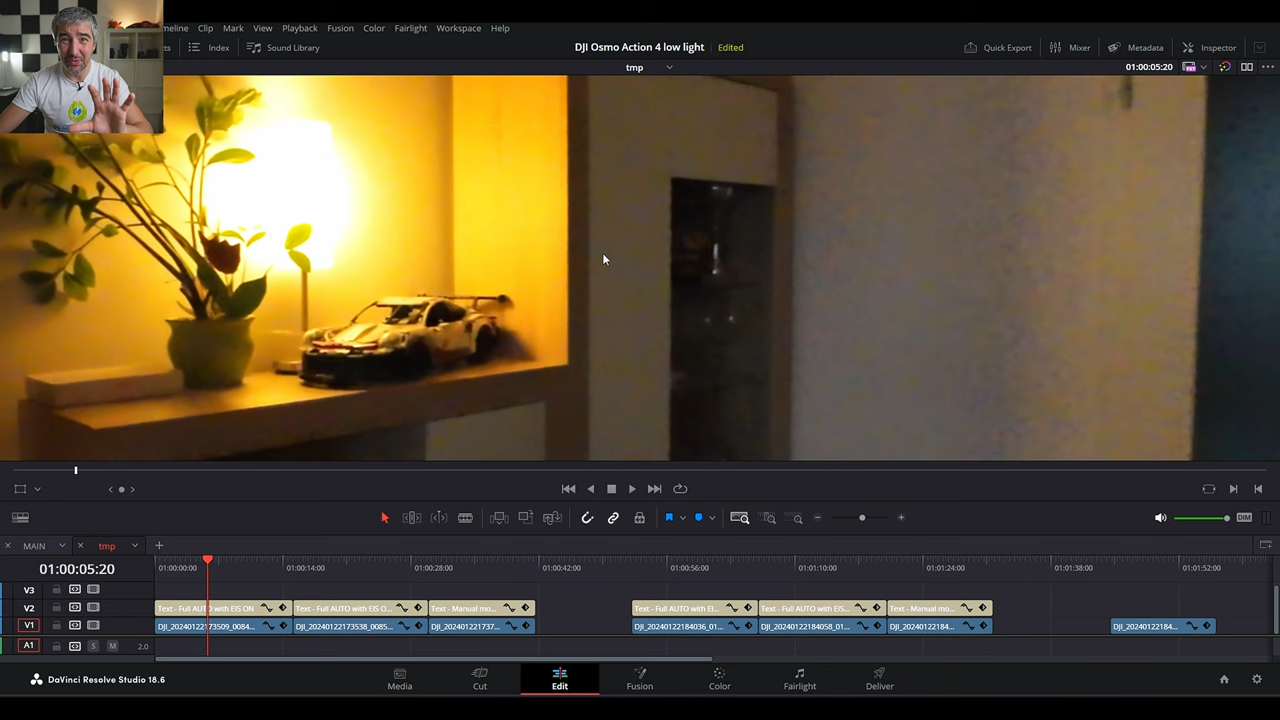 meline Clip Mark View Playback Fusion Color Fairlight Workspace Help
ts Index Sound Library DJI Osmo Action 4 low light Edited Quick Export Mixer Metadata Inspector
tmp 01:00:05:20
DIM
MAIN tmp
01:00:05:20 01:00:00:00 01:00:14:00 01:00:28:00 01:00:42:00 01:00:56:00 01:01:10:00 01:01:24:00 01:01:38:00 01:01:52:00
V3
V2 Text - Full AUTO with EIS ON Text - Full AUTO with EIS O... Text - Manual mo... Text - Full AUTO with EI... Text - Full AUTO with EIS... Text - Manual mo...
V1 DJI_20240122173509_0084... DJI_20240122173538_0085... DJI_20240121737... DJI_20240122184036_01... DJI_20240122184058_01... DJI_20240122184... DJI_20240122184...
A1 S M 2.0
DaVinci Resolve Studio 18.6 Media Cut Edit Fusion Color Fairlight Deliver